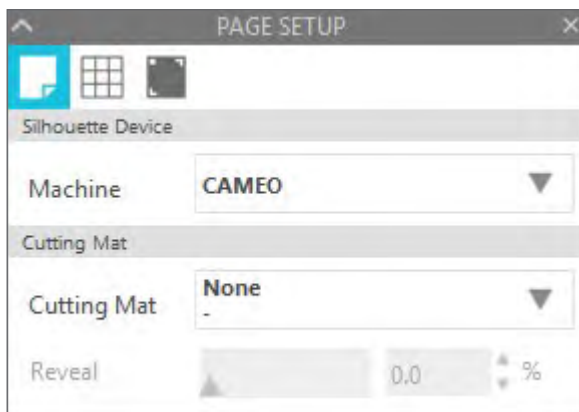 PAGE SETUP
Silhouette Device
Machine CAMEO
Cutting Mat
Cutting Mat None
-
Reveal 0.0 %